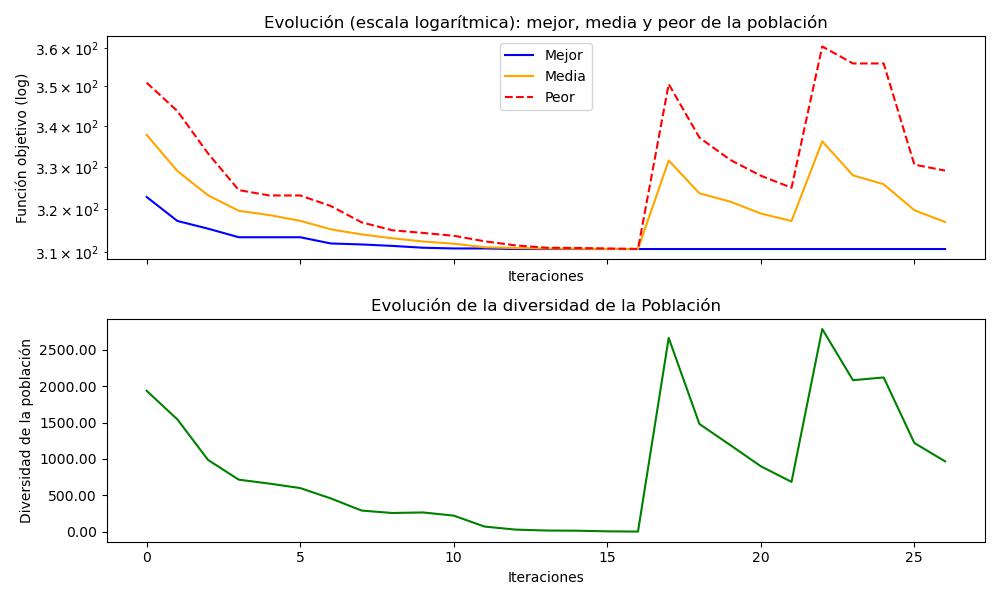 Evolución (escala logarítmica): mejor, media y peor de la población
Función objetivo (log)
3.6 × 10²
3.5 × 10²
3.4 × 10²
3.3 × 10²
3.2 × 10²
3.1 × 10²
Mejor
Media
Peor
Iteraciones
Evolución de la diversidad de la Población
Diversidad de la población
2500.00
2000.00
1500.00
1000.00
500.00
0.00
0 5 10 15 20 25
Iteraciones